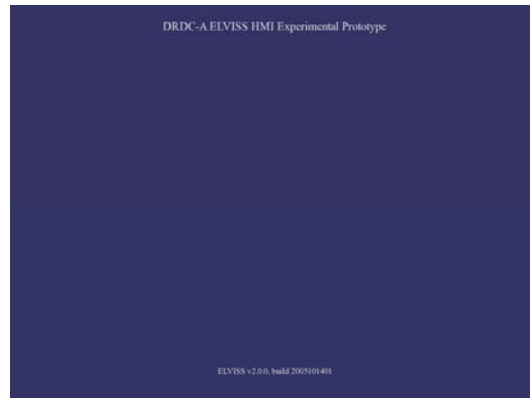 DRDC-A ELVISS HMI Experimental Prototype
ELVISS v2.0.0, build 2005101401